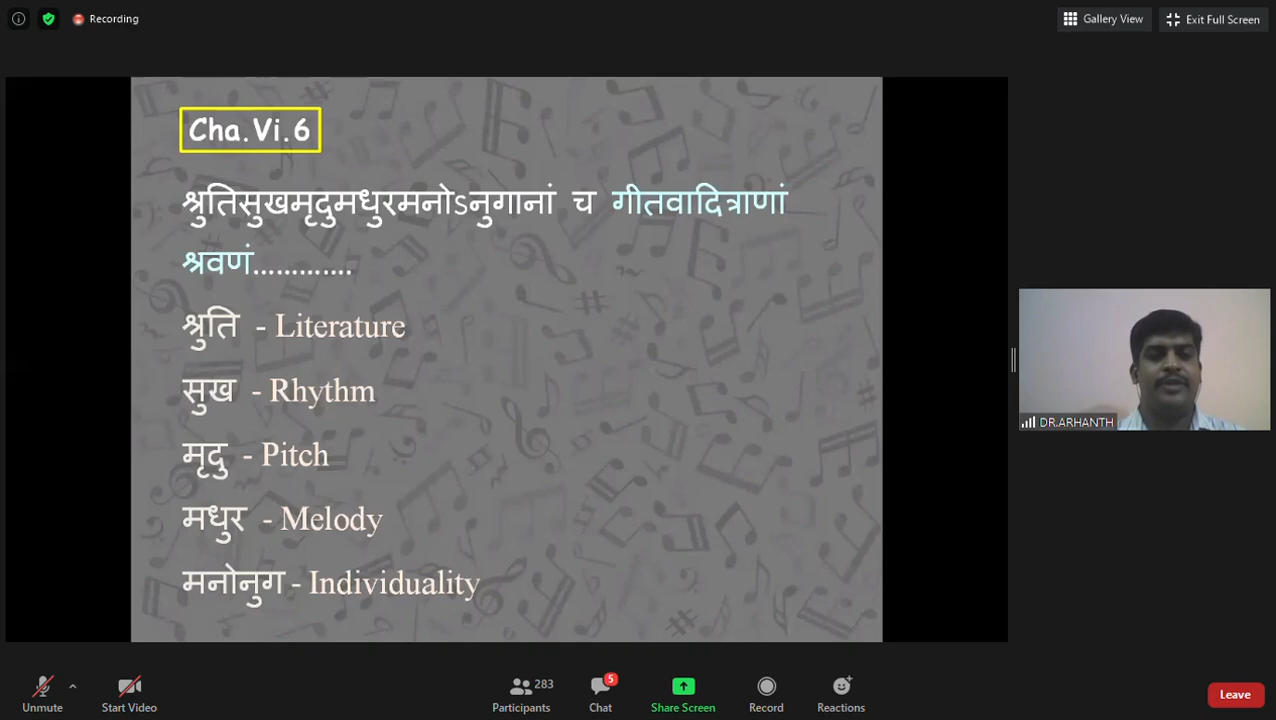 Recording
Gallery View
Exit Full Screen
Cha.Vi.6
श्रुतिसुखमृदुमधुरमनोऽनुगानां च गीतवादित्राणां
श्रवणं.............
श्रुति - Literature
सुख - Rhythm
मृदु - Pitch
मधुर - Melody
मनोनुग - Individuality
DR.ARHANTH
Unmute
Start Video
283
Participants
5
Chat
Share Screen
Record
Reactions
Leave